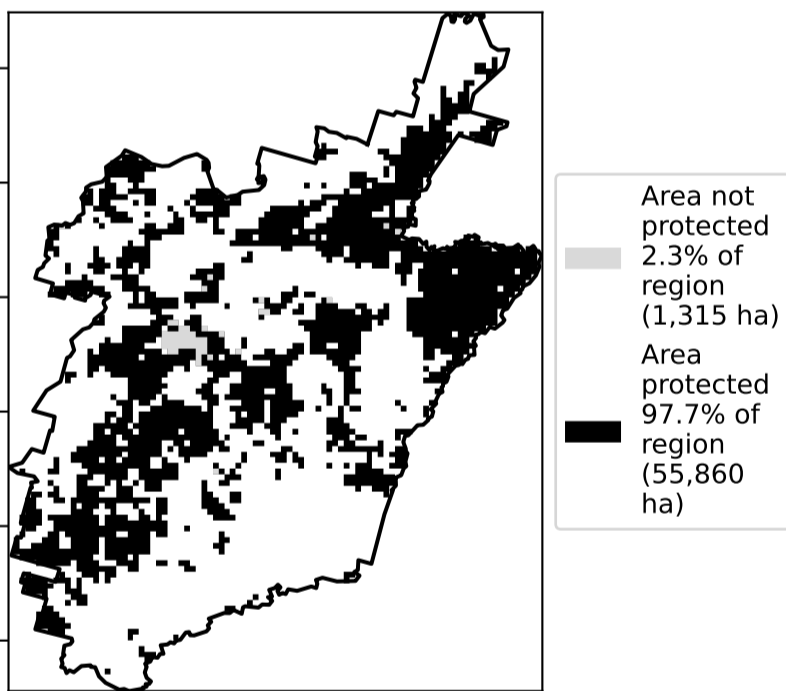 Area not
protected
2.3% of
region
(1,315 ha)
Area
protected
97.7% of
region
(55,860
ha)